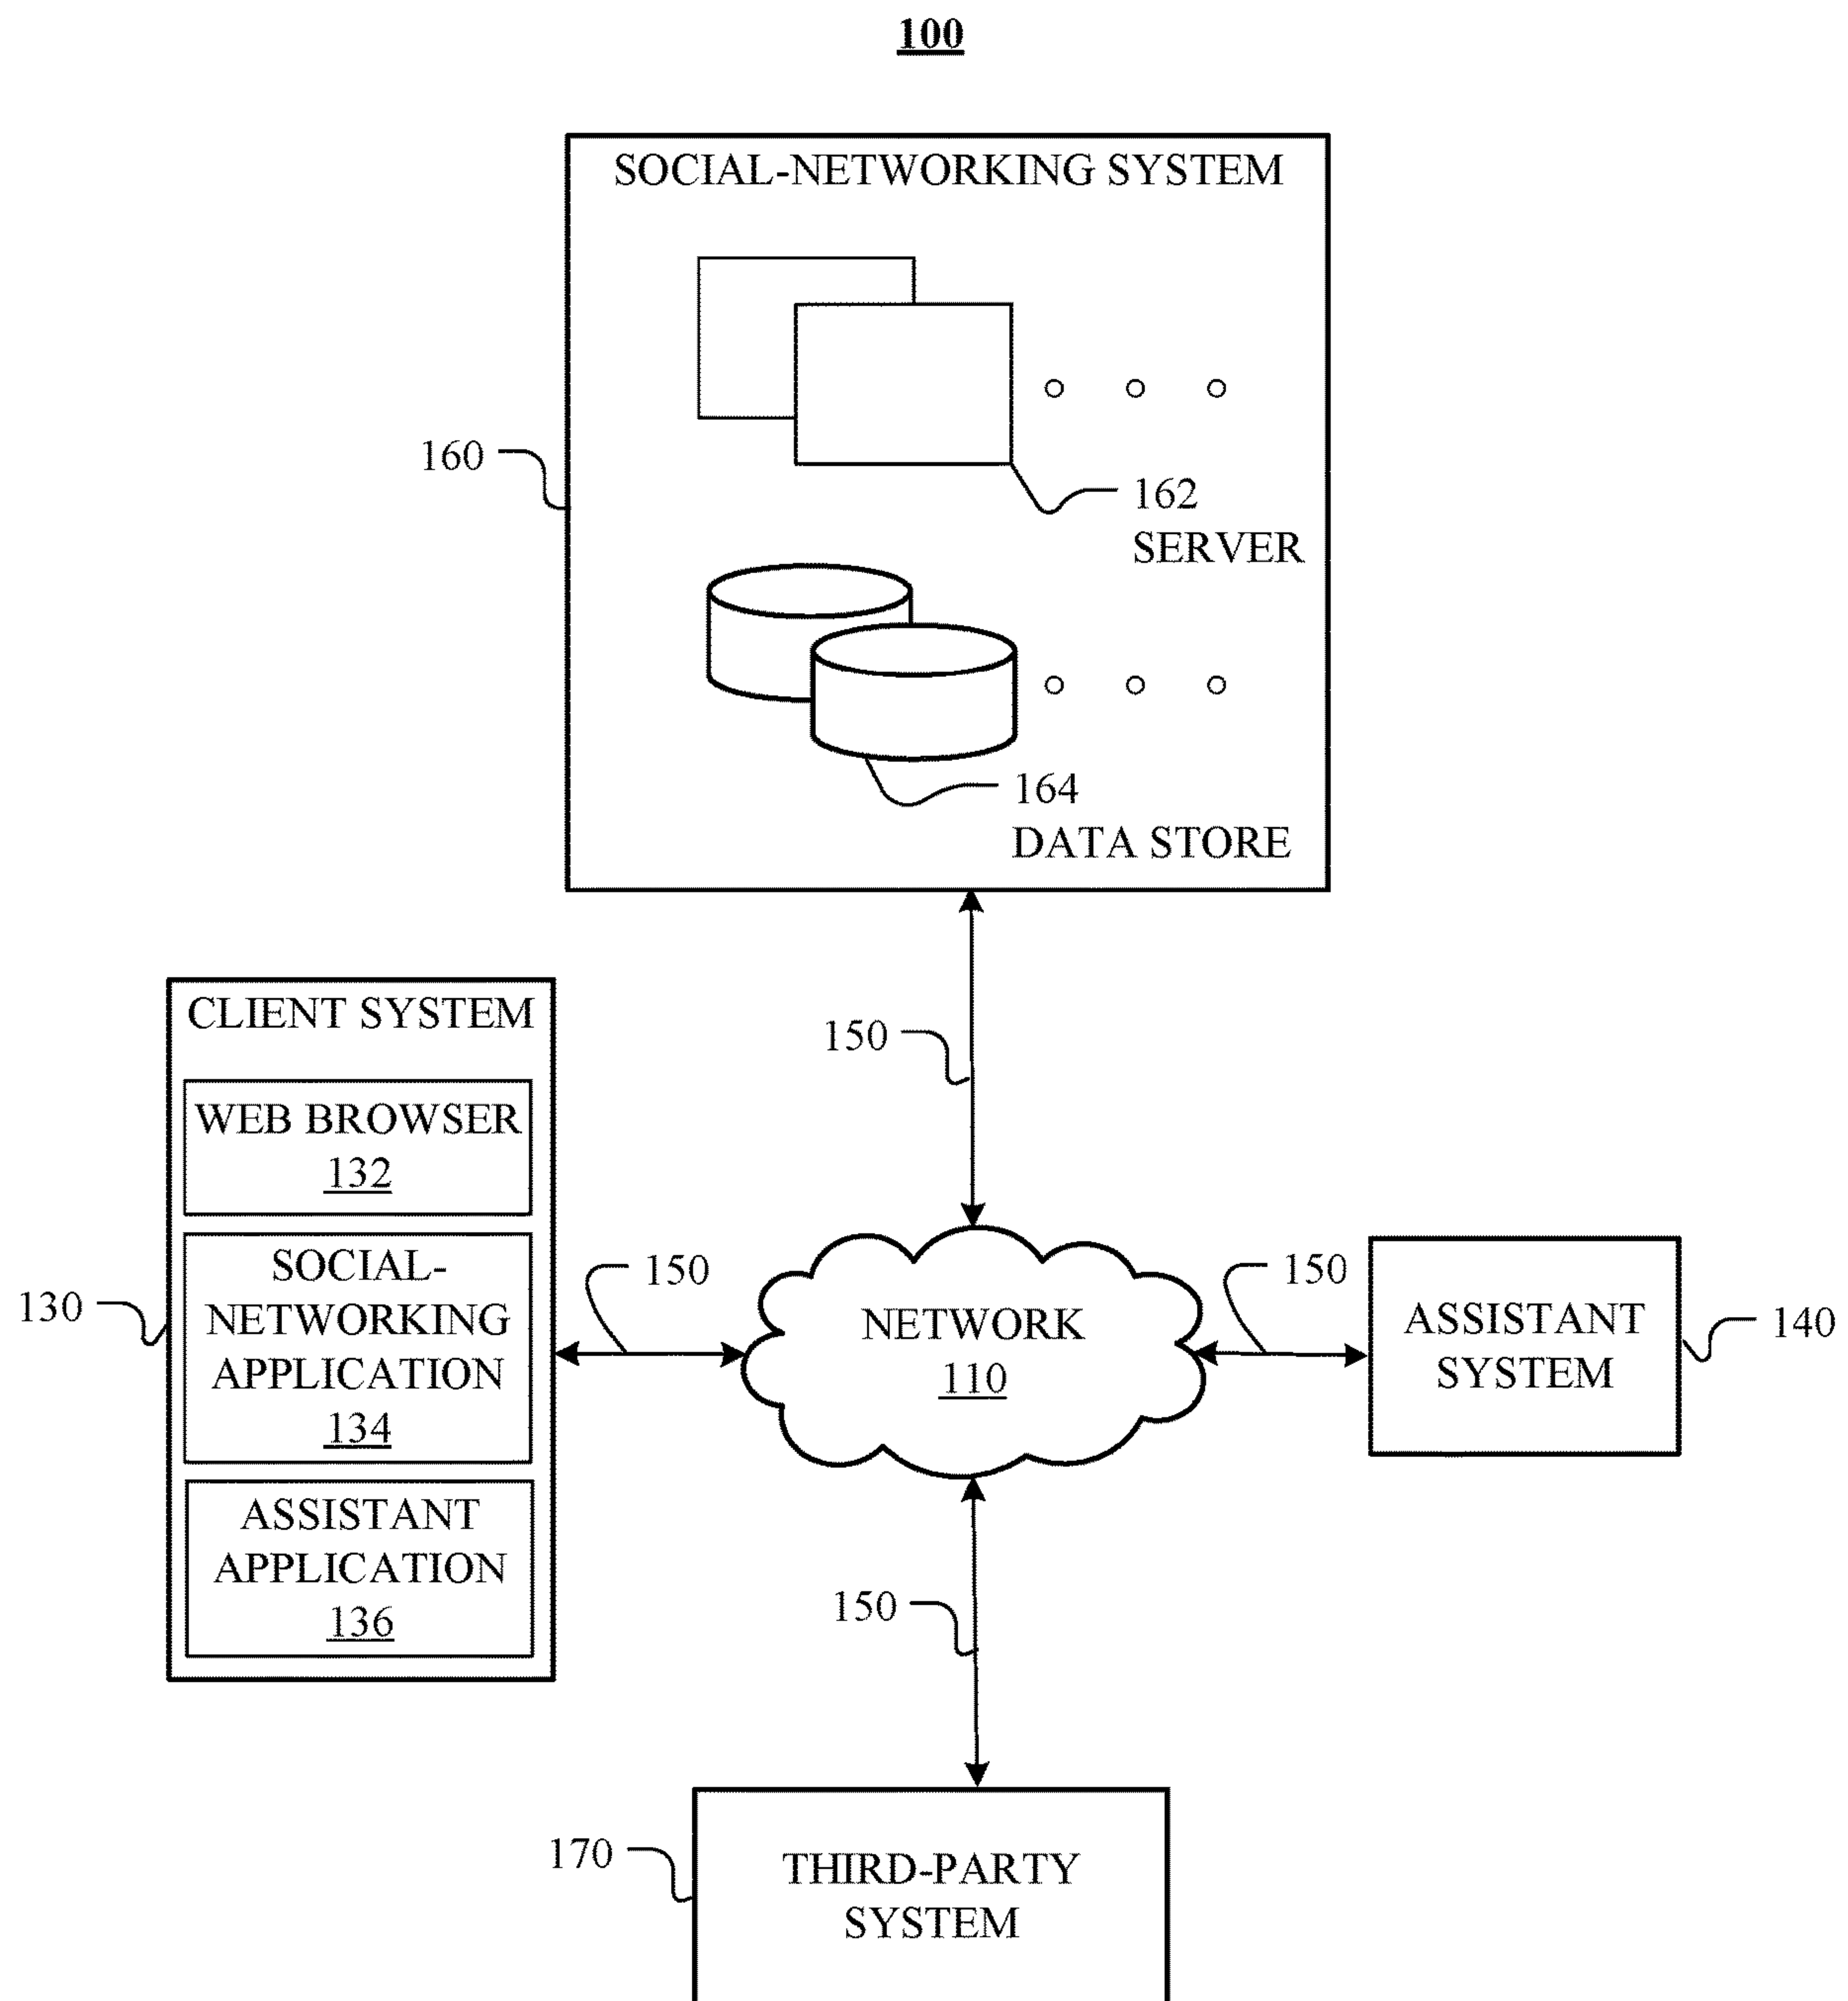 100
SOCIAL-NETWORKING SYSTEM
160
162
SERVER
164
DATA STORE
CLIENT SYSTEM
WEB BROWSER
132
SOCIAL-
NETWORKING
APPLICATION
134
ASSISTANT
APPLICATION
136
130
150
150
NETWORK
110
150
ASSISTANT
SYSTEM
140
150
170
THIRD-PARTY
SYSTEM